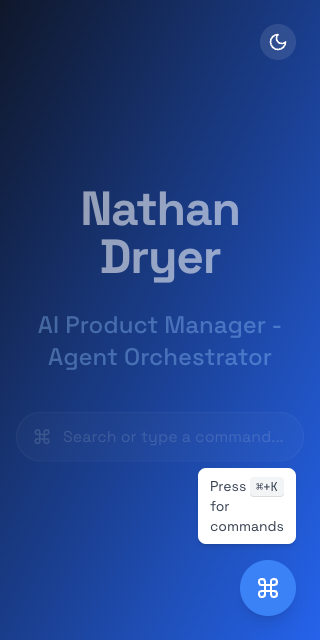 Nathan
Dryer
AI Product Manager -
Agent Orchestrator
⌘ Search or type a command...
Press ⌘+K
for
commands
⌘